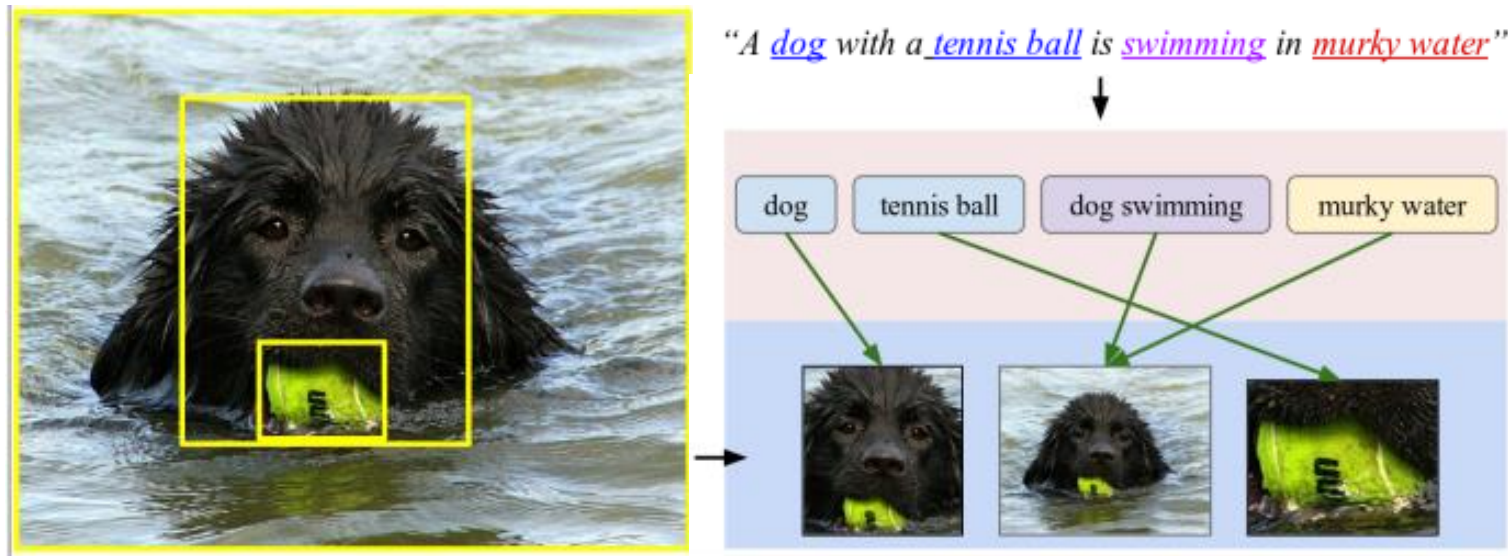 “A dog with a tennis ball is swimming in murky water”
dog
tennis ball
dog swimming
murky water